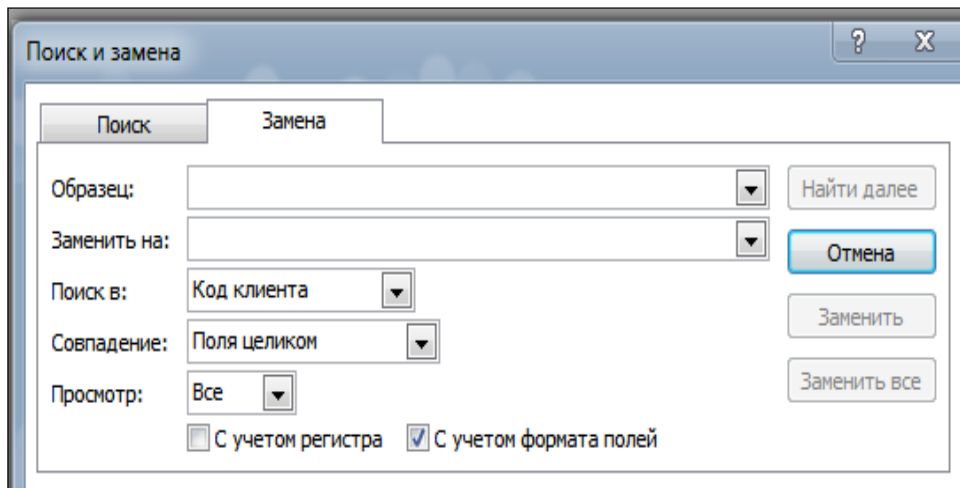 Поиск и замена
Поиск Замена
Образец: Найти далее
Заменить на: Отмена
Поиск в: Код клиента
Заменить
Совпадение: Поля целиком
Просмотр: Все Заменить все
С учетом регистра С учетом формата полей